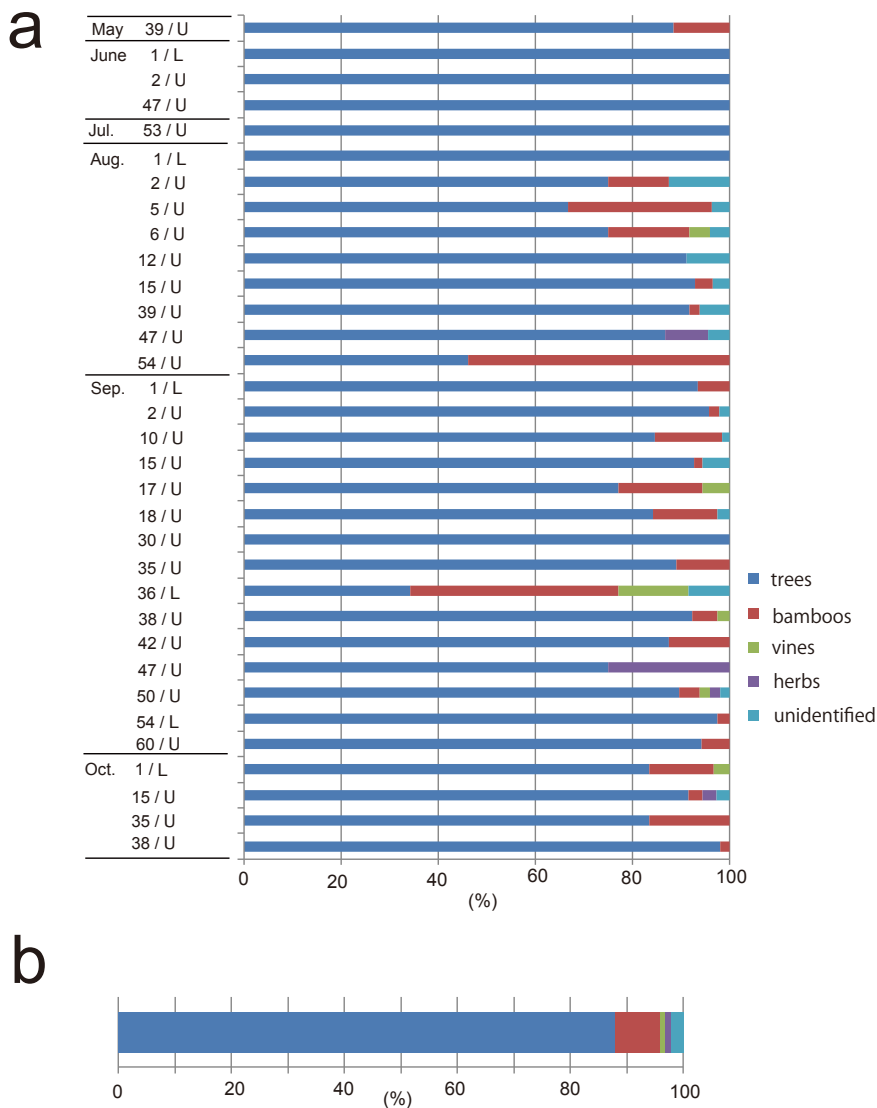 a
May 39 / U
June 1 / L
2 / U
47 / U
Jul. 53 / U
Aug. 1 / L
2 / U
5 / U
6 / U
12 / U
15 / U
39 / U
47 / U
54 / U
Sep. 1 / L
2 / U
10 / U
15 / U
17 / U
18 / U
30 / U
35 / U
36 / L
38 / U
42 / U
47 / U
50 / U
54 / L
60 / U
Oct. 1 / L
15 / U
35 / U
38 / U
0 20 40 60 80 100
(%)
trees
bamboos
vines
herbs
unidentified
b
0 20 40 60 80 100
(%)